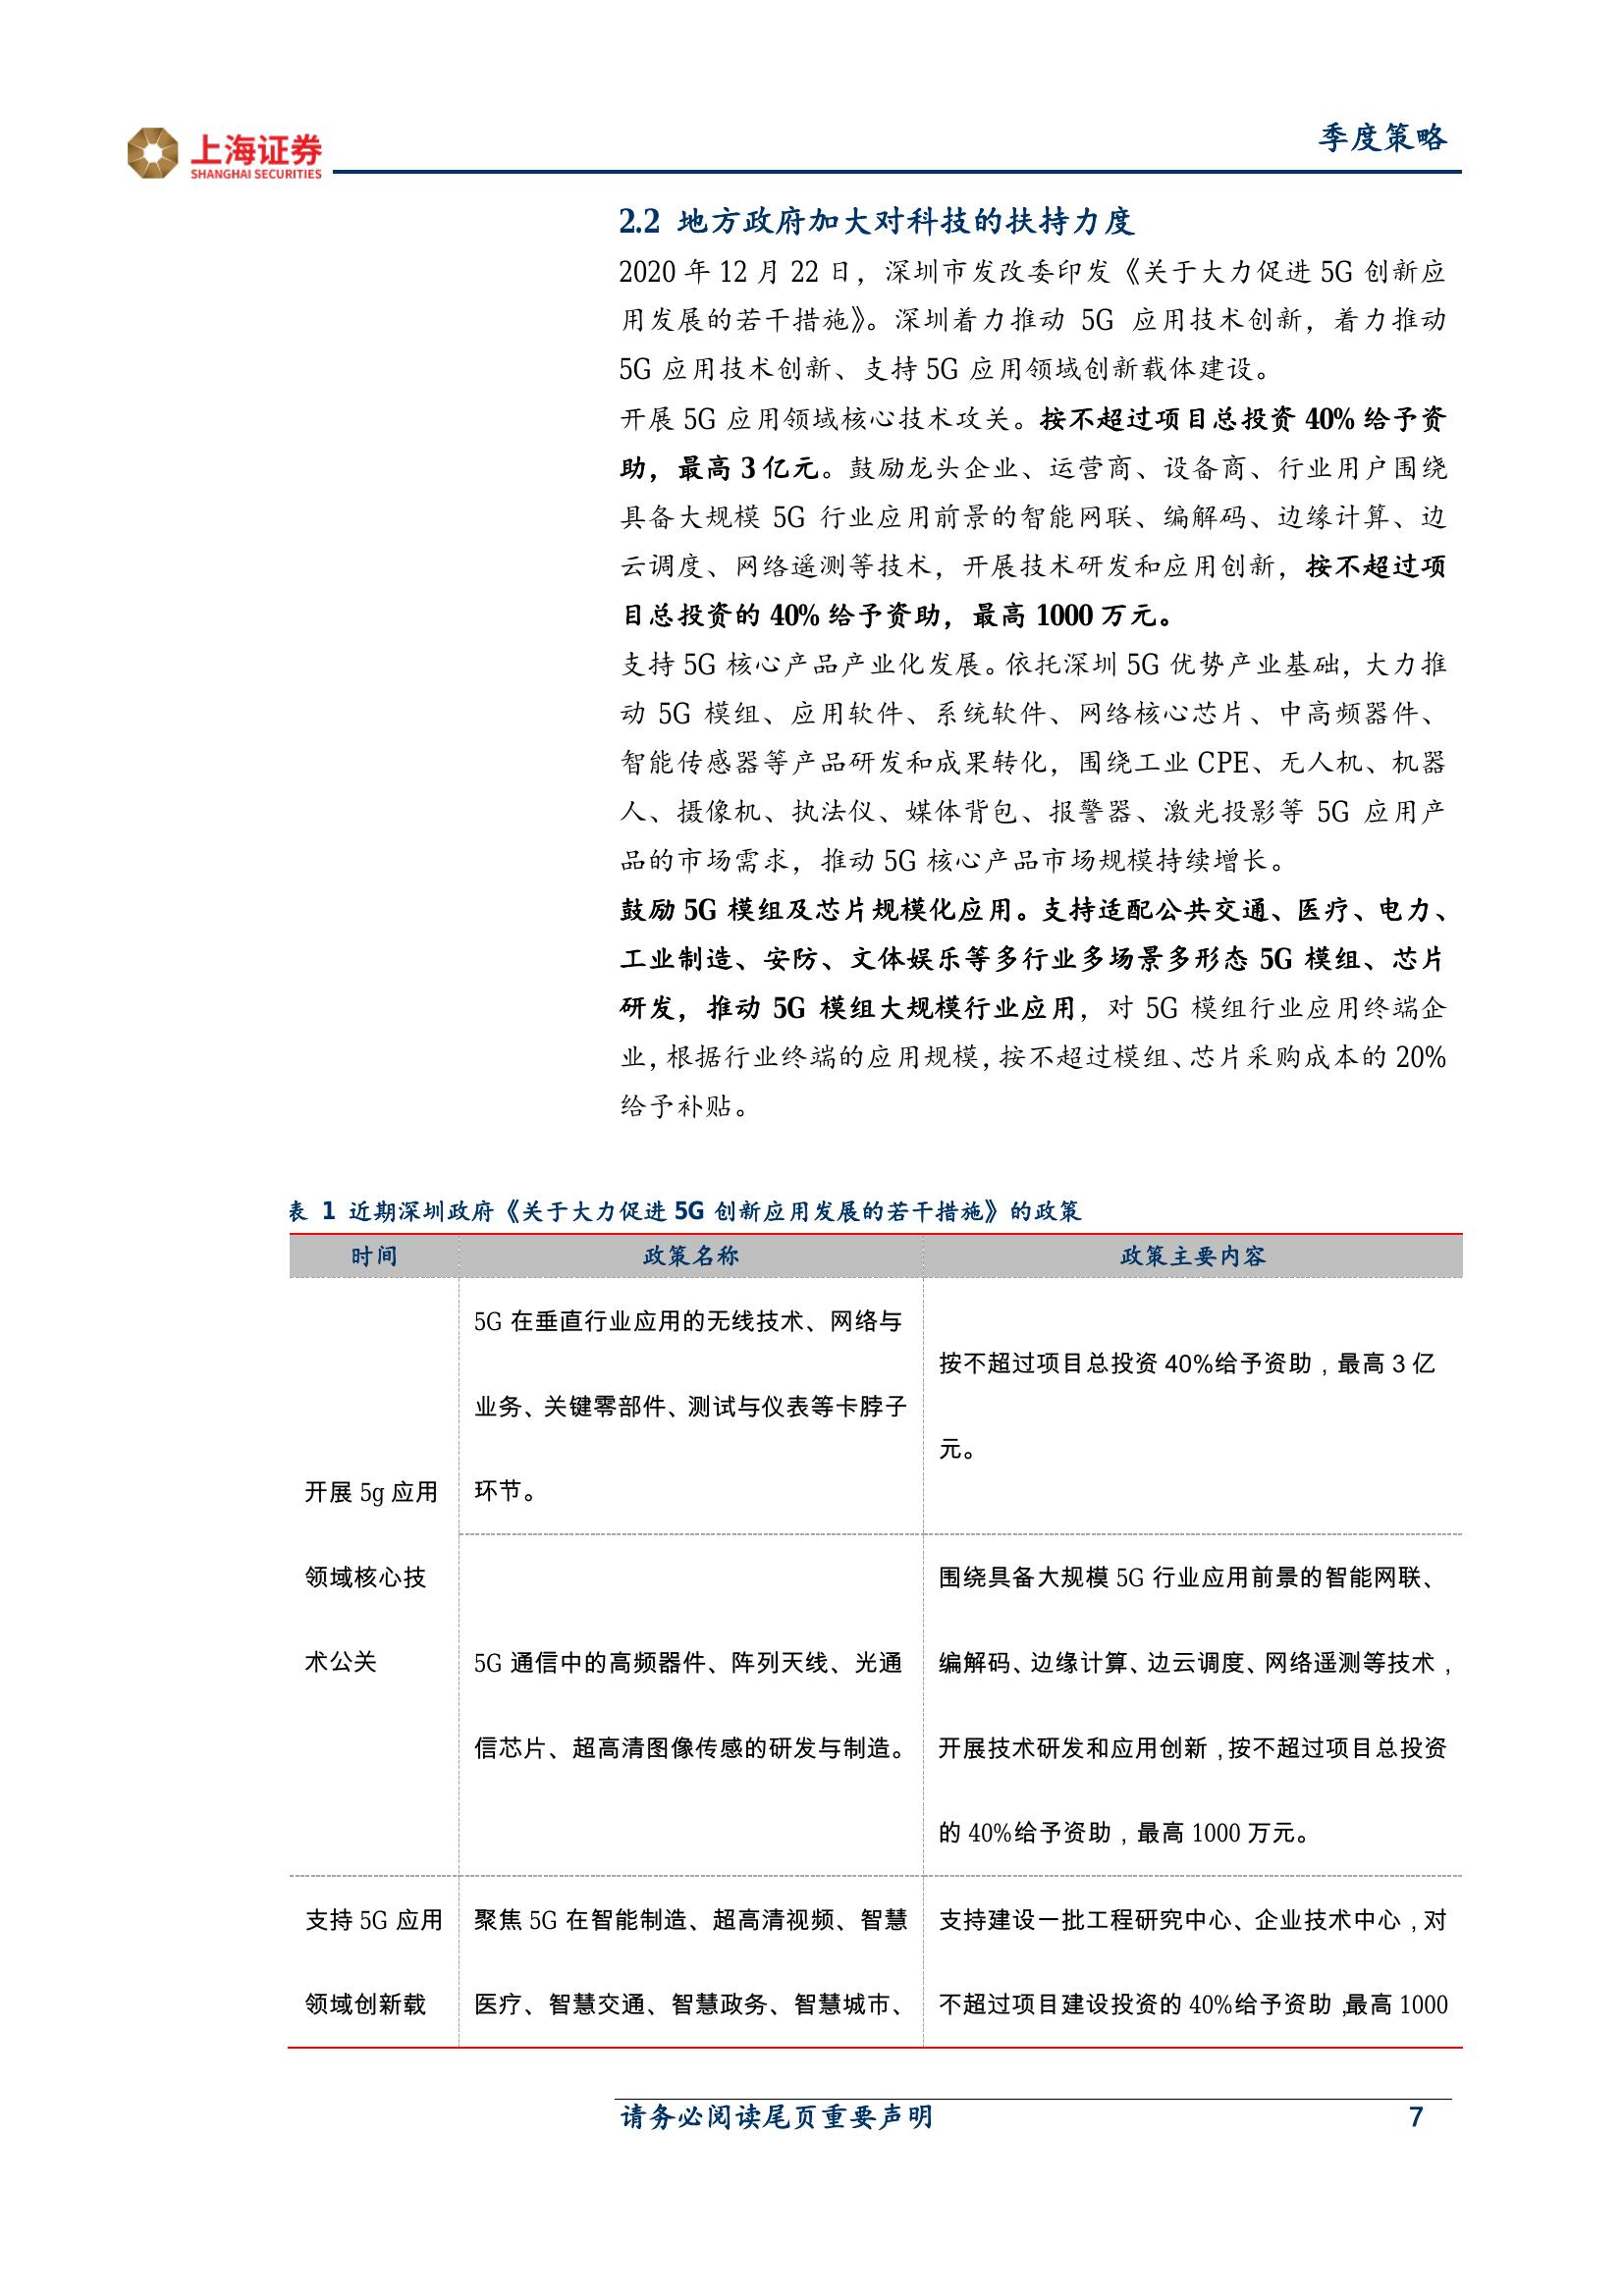 上海证券
SHANGHAI SECURITIES
季度策略
2.2 地方政府加大对科技的扶持力度
2020 年 12 月 22 日，深圳市发改委印发《关于大力促进 5G 创新应
用发展的若干措施》。深圳着力推动 5G 应用技术创新，着力推动
5G 应用技术创新、支持 5G 应用领域创新载体建设。
开展 5G 应用领域核心技术攻关。按不超过项目总投资 40% 给予资
助，最高 3 亿元。鼓励龙头企业、运营商、设备商、行业用户围绕
具备大规模 5G 行业应用前景的智能网联、编解码、边缘计算、边
云调度、网络遥测等技术，开展技术研发和应用创新，按不超过项
目总投资的 40% 给予资助，最高 1000 万元。
支持 5G 核心产品产业化发展。依托深圳 5G 优势产业基础，大力推
动 5G 模组、应用软件、系统软件、网络核心芯片、中高频器件、
智能传感器等产品研发和成果转化，围绕工业 CPE、无人机、机器
人、摄像机、执法仪、媒体背包、报警器、激光投影等 5G 应用产
品的市场需求，推动 5G 核心产品市场规模持续增长。
鼓励 5G 模组及芯片规模化应用。支持适配公共交通、医疗、电力、
工业制造、安防、文体娱乐等多行业多场景多形态 5G 模组、芯片
研发，推动 5G 模组大规模行业应用，对 5G 模组行业应用终端企
业，根据行业终端的应用规模，按不超过模组、芯片采购成本的 20%
给予补贴。
表 1 近期深圳政府《关于大力促进 5G 创新应用发展的若干措施》的政策
时间
政策名称
政策主要内容
开展 5g 应用
领域核心技
术公关
5G 在垂直行业应用的无线技术、网络与
业务、关键零部件、测试与仪表等卡脖子
环节。
按不超过项目总投资 40%给予资助，最高 3 亿
元。
5G 通信中的高频器件、阵列天线、光通
信芯片、超高清图像传感的研发与制造。
围绕具备大规模 5G 行业应用前景的智能网联、
编解码、边缘计算、边云调度、网络遥测等技术，
开展技术研发和应用创新，按不超过项目总投资
的 40%给予资助，最高 1000 万元。
支持 5G 应用
领域创新载
聚焦 5G 在智能制造、超高清视频、智慧
医疗、智慧交通、智慧政务、智慧城市、
支持建设一批工程研究中心、企业技术中心，对
不超过项目建设投资的 40%给予资助，最高 1000
请务必阅读尾页重要声明
7